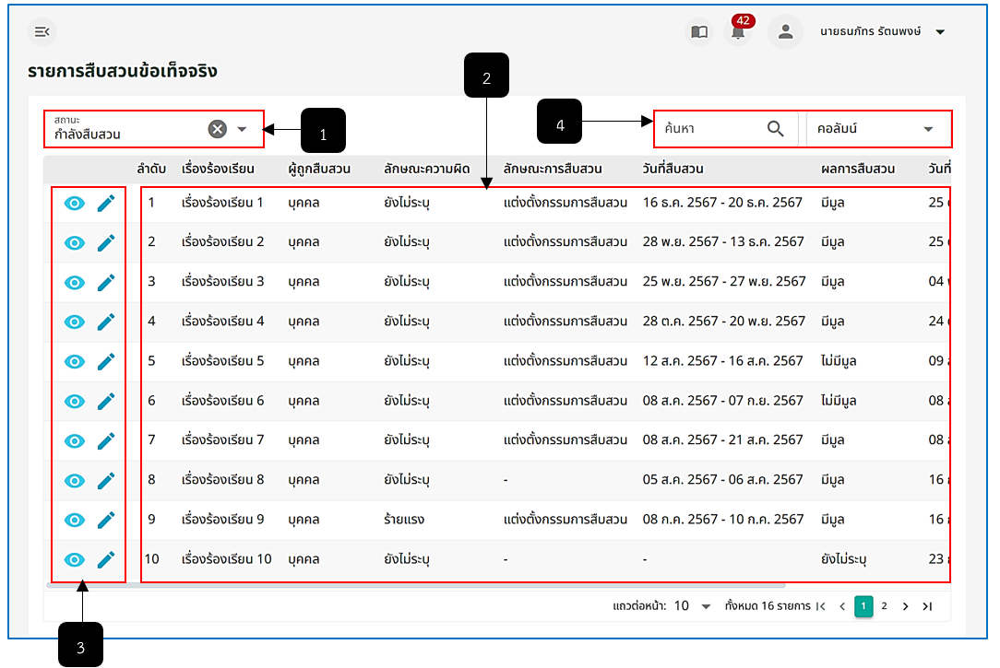 42
นายธนภัทร รัตนพงษ์
รายการสืบสวนข้อเท็จจริง
2
4
1
สถานะ
กำลังสืบสวน
ค้นหา
คอลัมน์
ลำดับ เรื่องร้องเรียน ผู้ถูกสืบสวน ลักษณะความผิด ลักษณะการสืบสวน วันที่สืบสวน ผลการสืบสวน วันที่
1 เรื่องร้องเรียน 1 บุคคล ยังไม่ระบุ แต่งตั้งกรรมการสืบสวน 16 ธ.ค. 2567 - 20 ธ.ค. 2567 มีมูล 25
2 เรื่องร้องเรียน 2 บุคคล ยังไม่ระบุ แต่งตั้งกรรมการสืบสวน 28 พ.ย. 2567 - 13 ธ.ค. 2567 มีมูล 25
3 เรื่องร้องเรียน 3 บุคคล ยังไม่ระบุ แต่งตั้งกรรมการสืบสวน 25 พ.ย. 2567 - 27 พ.ย. 2567 มีมูล 04
4 เรื่องร้องเรียน 4 บุคคล ยังไม่ระบุ แต่งตั้งกรรมการสืบสวน 28 ต.ค. 2567 - 20 พ.ย. 2567 มีมูล 24
5 เรื่องร้องเรียน 5 บุคคล ยังไม่ระบุ แต่งตั้งกรรมการสืบสวน 12 ส.ค. 2567 - 16 ส.ค. 2567 ไม่มีมูล 09
6 เรื่องร้องเรียน 6 บุคคล ยังไม่ระบุ แต่งตั้งกรรมการสืบสวน 08 ส.ค. 2567 - 07 ก.ย. 2567 ไม่มีมูล 08
7 เรื่องร้องเรียน 7 บุคคล ยังไม่ระบุ แต่งตั้งกรรมการสืบสวน 08 ส.ค. 2567 - 21 ส.ค. 2567 มีมูล 08
8 เรื่องร้องเรียน 8 บุคคล ยังไม่ระบุ - 05 ส.ค. 2567 - 06 ส.ค. 2567 มีมูล 16
9 เรื่องร้องเรียน 9 บุคคล ร้ายแรง แต่งตั้งกรรมการสืบสวน 08 ก.ค. 2567 - 10 ก.ค. 2567 มีมูล 16
10 เรื่องร้องเรียน 10 บุคคล ยังไม่ระบุ - - ยังไม่ระบุ 23
แถวต่อหน้า: 10 ทั้งหมด 16 รายการ 1 2
3